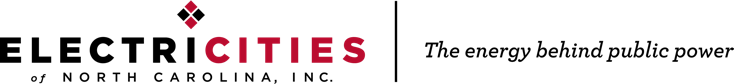 ELECTRICITIES
of NORTH CAROLINA, INC.
The energy behind public power